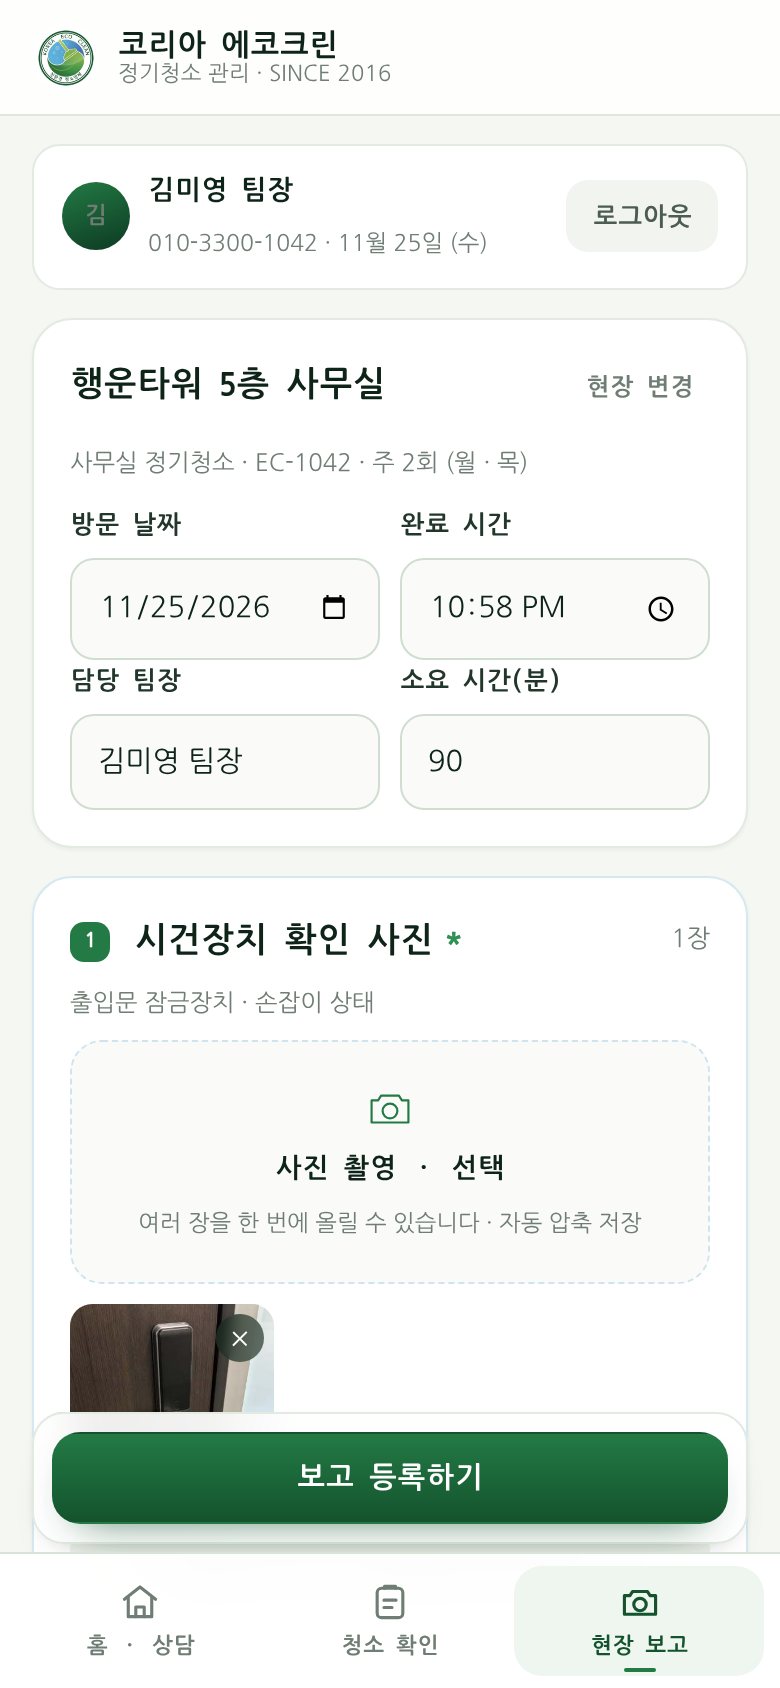 코리아 에코크린
정기청소 관리 · SINCE 2016
김
김미영 팀장
010-3300-1042 · 11월 25일 (수)
로그아웃
행운타워 5층 사무실
현장 변경
사무실 정기청소 · EC-1042 · 주 2회 (월 · 목)
방문 날짜
완료 시간
11/25/2026
10:58 PM
담당 팀장
소요 시간(분)
김미영 팀장
90
1 시건장치 확인 사진 *
1장
출입문 잠금장치 · 손잡이 상태
사진 촬영 · 선택
여러 장을 한 번에 올릴 수 있습니다 · 자동 압축 저장
보고 등록하기
홈 · 상담
청소 확인
현장 보고